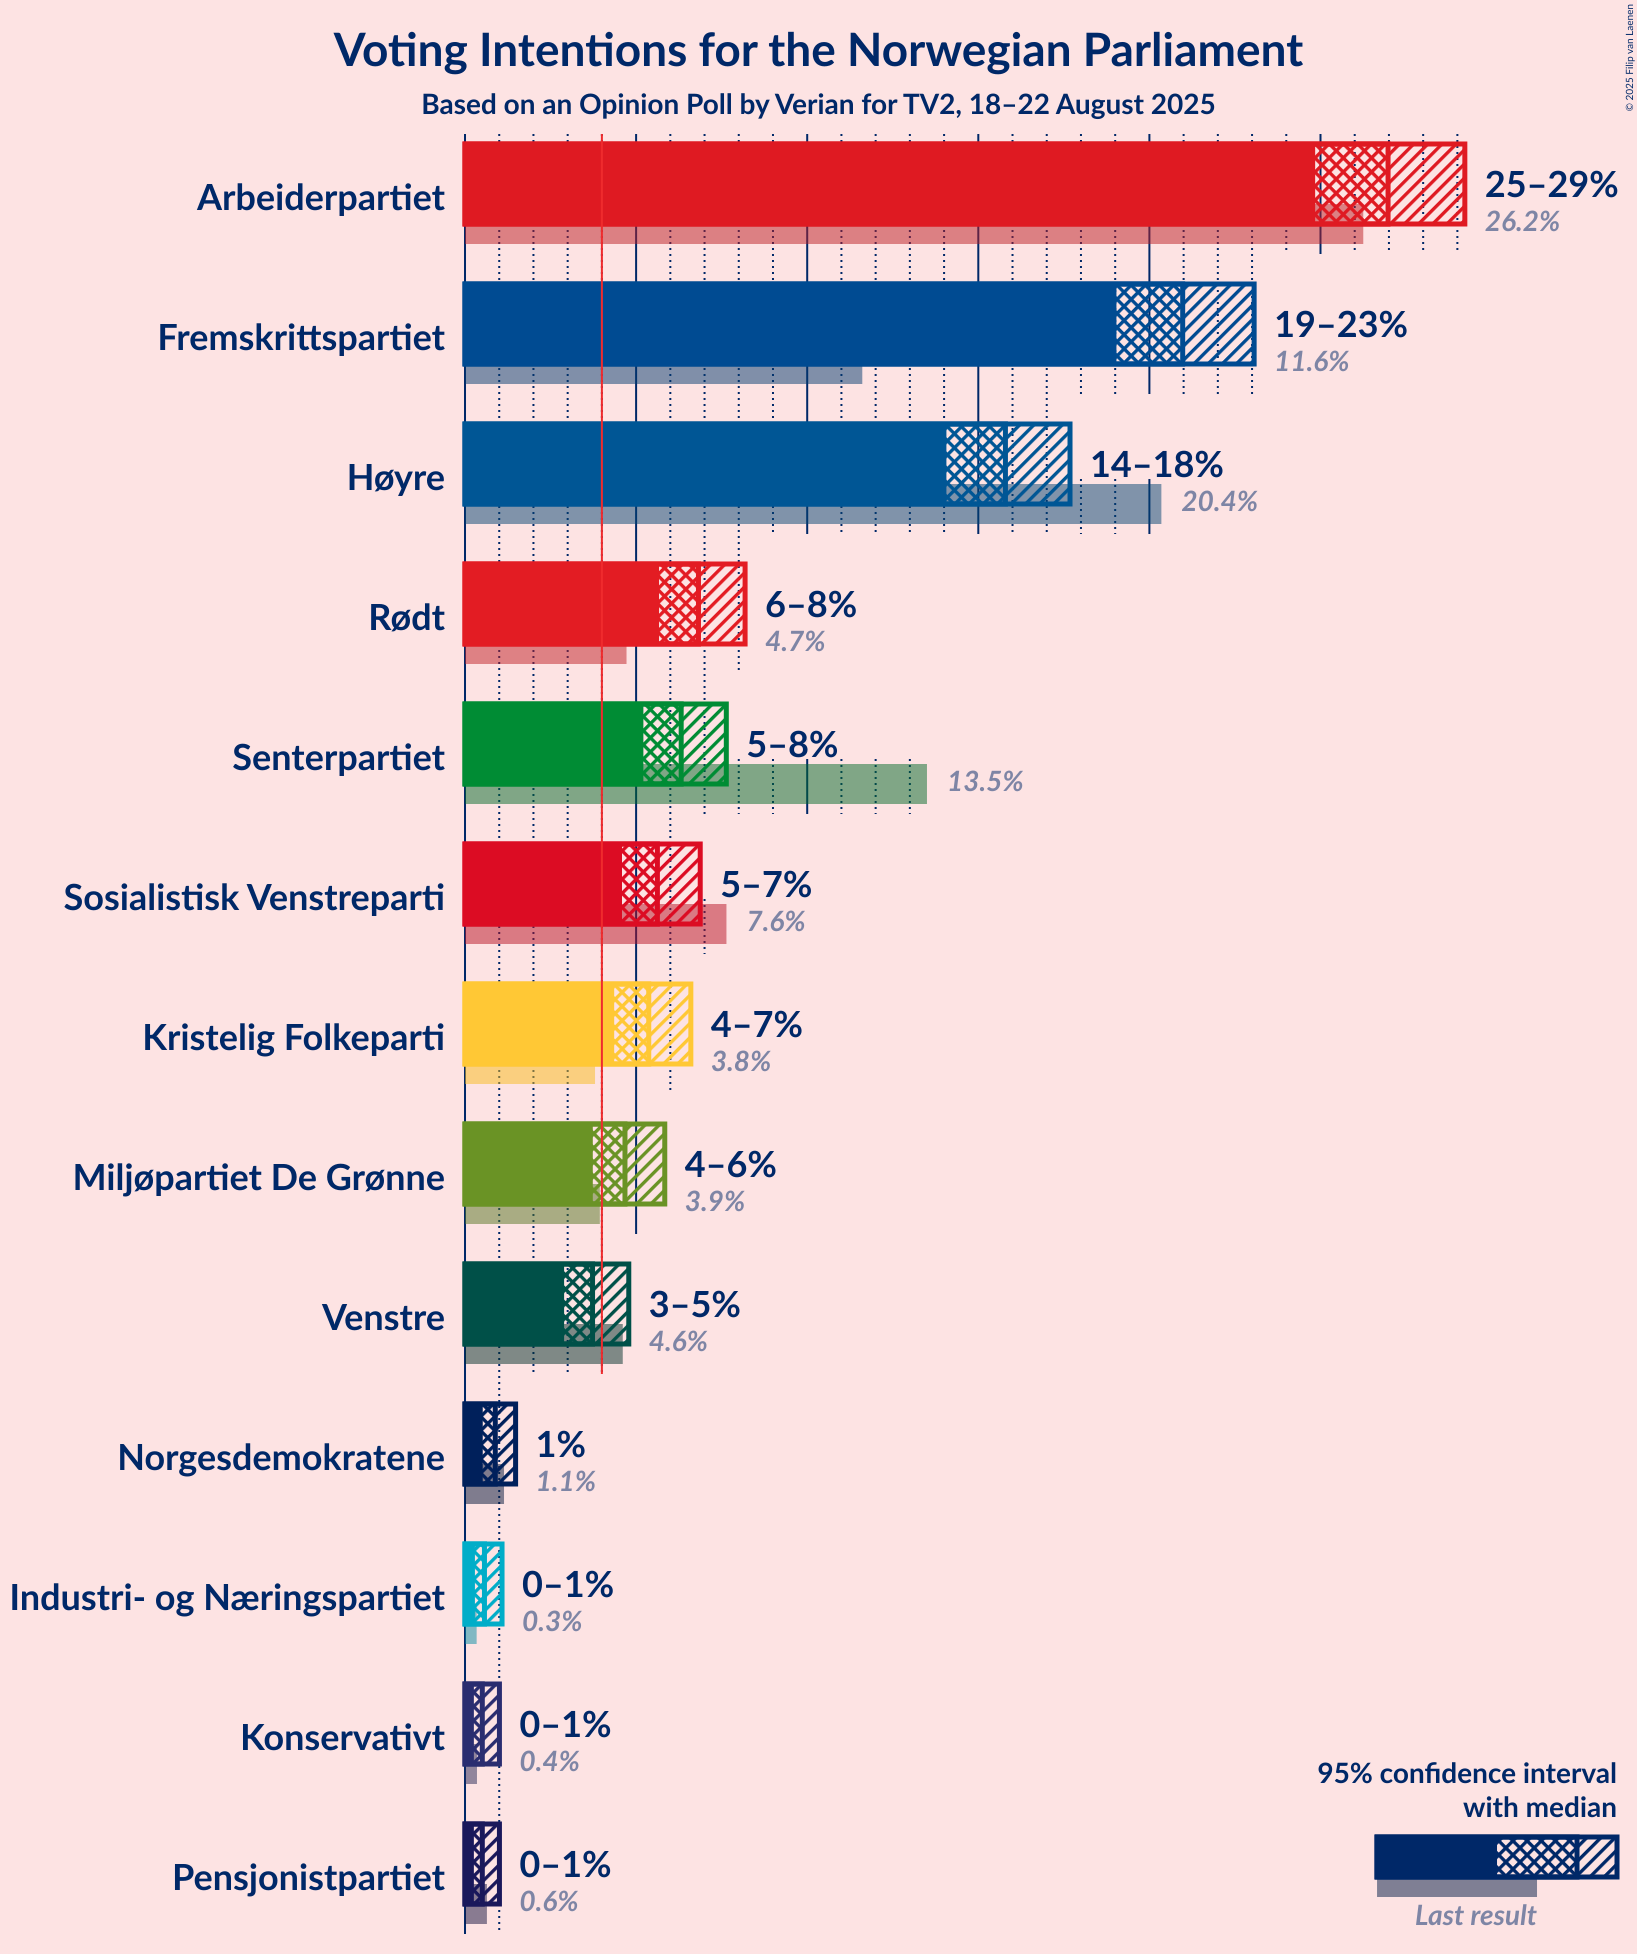 Voting Intentions for the Norwegian Parliament
Based on an Opinion Poll by Verian for TV2, 18–22 August 2025
© 2025 Filip van Laenen
Arbeiderpartiet
25–29%
26.2%
Fremskrittspartiet
19–23%
11.6%
Høyre
14–18%
20.4%
Rødt
6–8%
4.7%
Senterpartiet
5–8%
13.5%
Sosialistisk Venstreparti
5–7%
7.6%
Kristelig Folkeparti
4–7%
3.8%
Miljøpartiet De Grønne
4–6%
3.9%
Venstre
3–5%
4.6%
Norgesdemokratene
1%
1.1%
Industri- og Næringspartiet
0–1%
0.3%
Konservativt
0–1%
0.4%
Pensjonistpartiet
0–1%
0.6%
95% confidence interval
with median
Last result